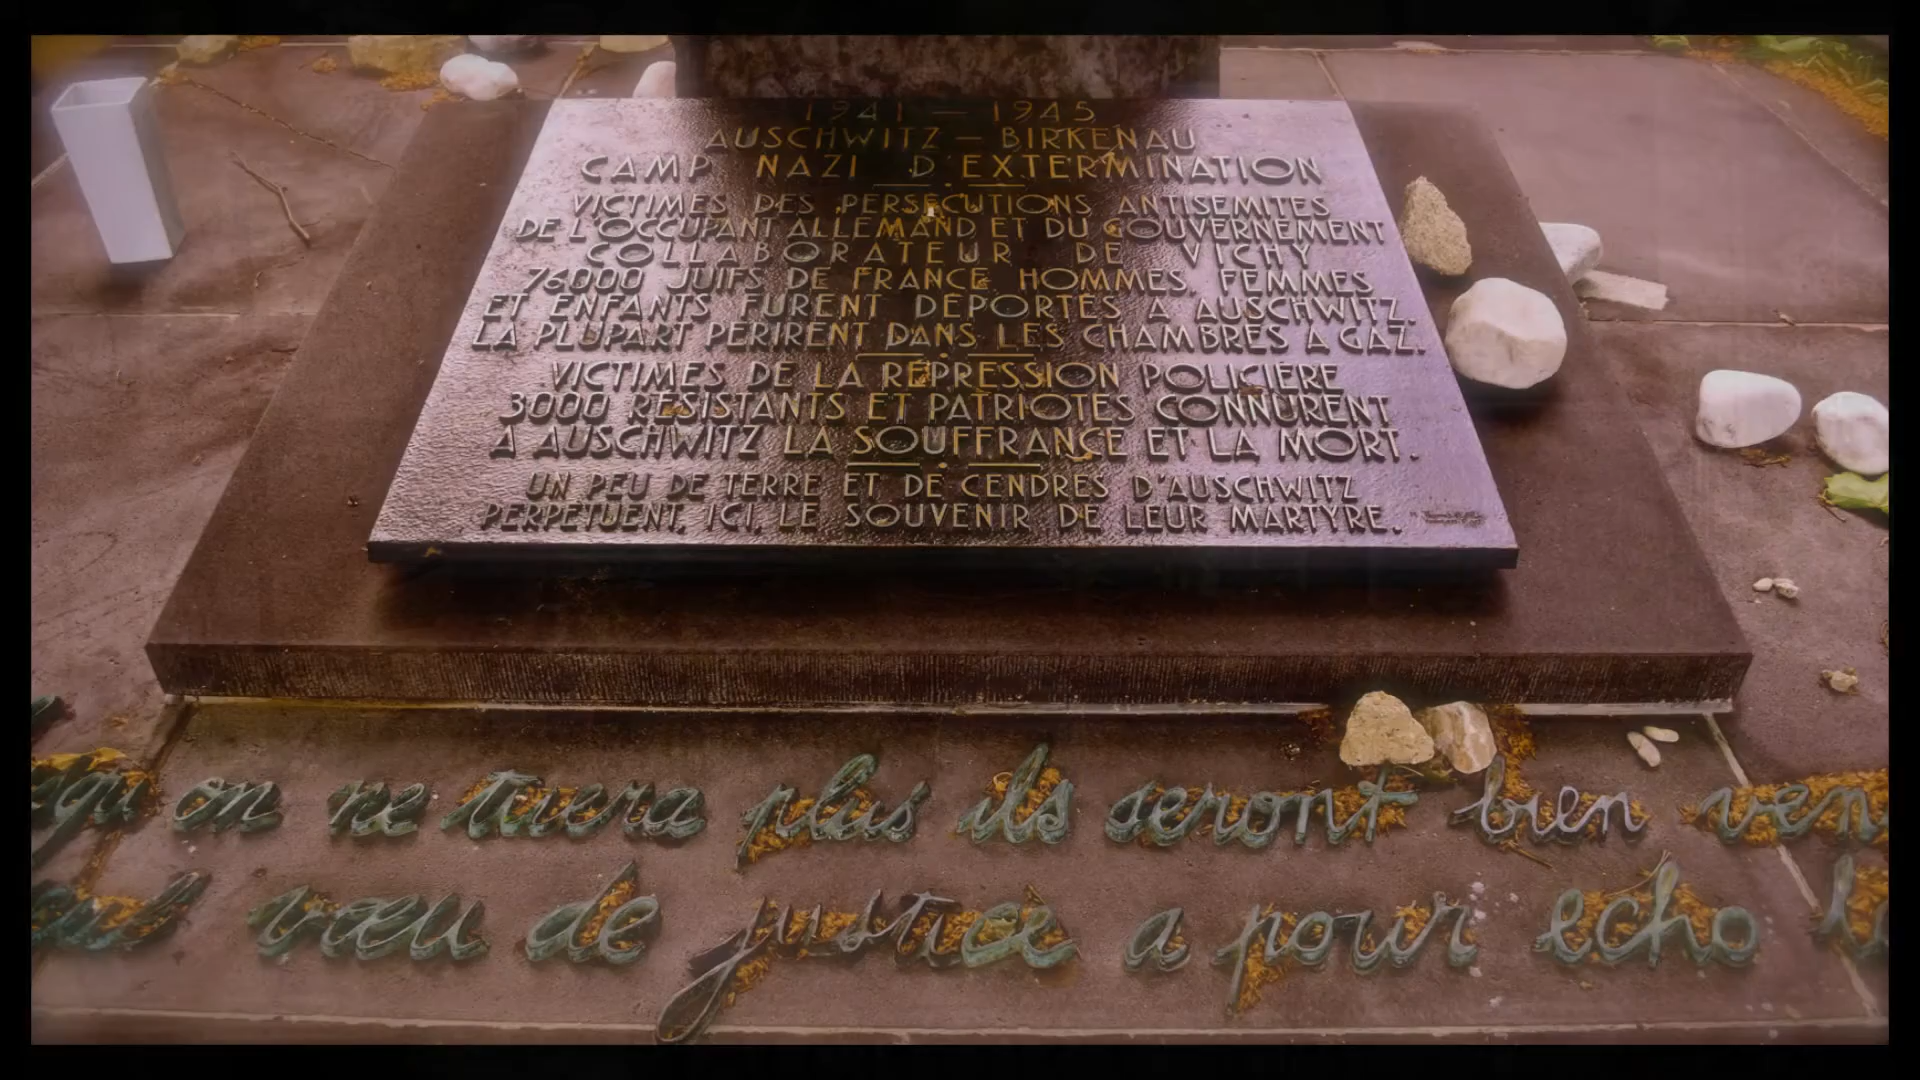 1941 — 1945
AUSCHWITZ — BIRKENAU
CAMP NAZI D'EXTERMINATION
VICTIMES DES PERSECUTIONS ANTISEMITES
DE L'OCCUPANT ALLEMAND ET DU GOUVERNEMENT
COLLABORATEUR DE VICHY
76000 JUIFS DE FRANCE HOMMES, FEMMES
ET ENFANTS FURENT DEPORTES A AUSCHWITZ.
LA PLUPART PERIRENT DANS LES CHAMBRES A GAZ.
VICTIMES DE LA REPRESSION POLICIERE
3000 RESISTANTS ET PATRIOTES CONNURENT
A AUSCHWITZ LA SOUFFRANCE ET LA MORT.
UN PEU DE TERRE ET DE CENDRES D'AUSCHWITZ
PERPETUENT, ICI, LE SOUVENIR DE LEUR MARTYRE.
qu on ne tuera plus ils seront bien ven
vœu de justice a pour echo